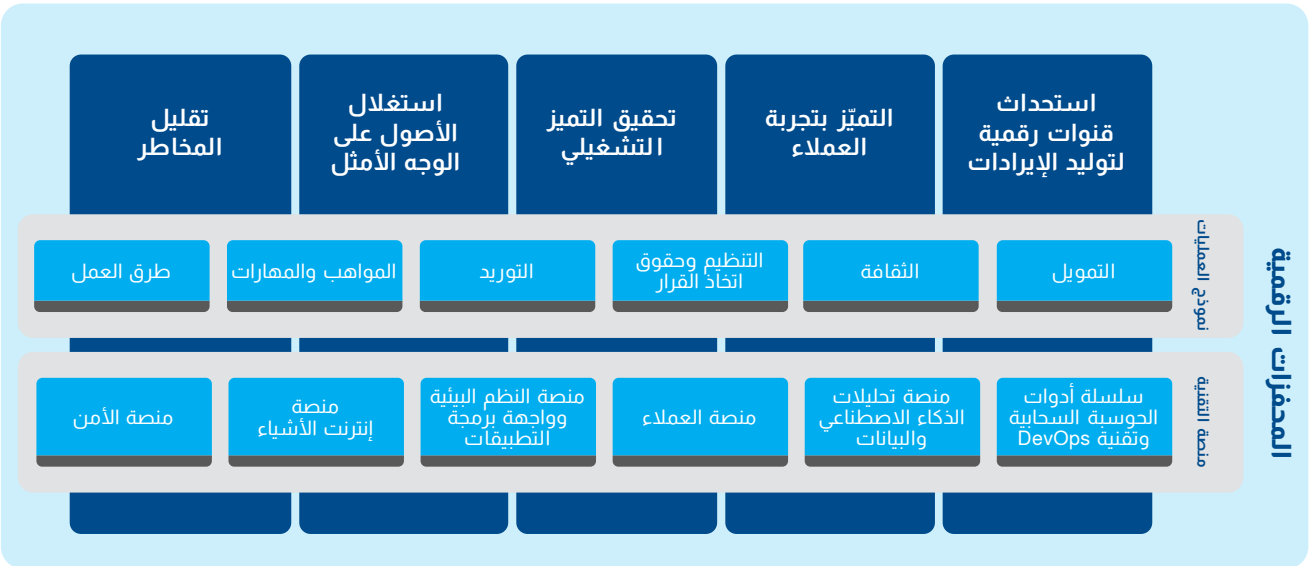 استحداث
قنوات رقمية
لتوليد الإيرادات
التميّز بتجربة
العملاء
تحقيق التميز
التشغيلي
استغلال
الأصول على
الوجه الأمثل
تقليل
المخاطر
المحفزات الرقمية
نموذج العمليات
التمويل
الثقافة
التنظيم وحقوق
اتخاذ القرار
التوريد
المواهب والمهارات
طرق العمل
منصة التقنية
سلسلة أدوات
الحوسبة السحابية
وتقنية DevOps
منصة تحليلات
الذكاء الاصطناعي
والبيانات
منصة العملاء
منصة النظم البيئية
وواجهة برمجة
التطبيقات
منصة
إنترنت الأشياء
منصة الأمن